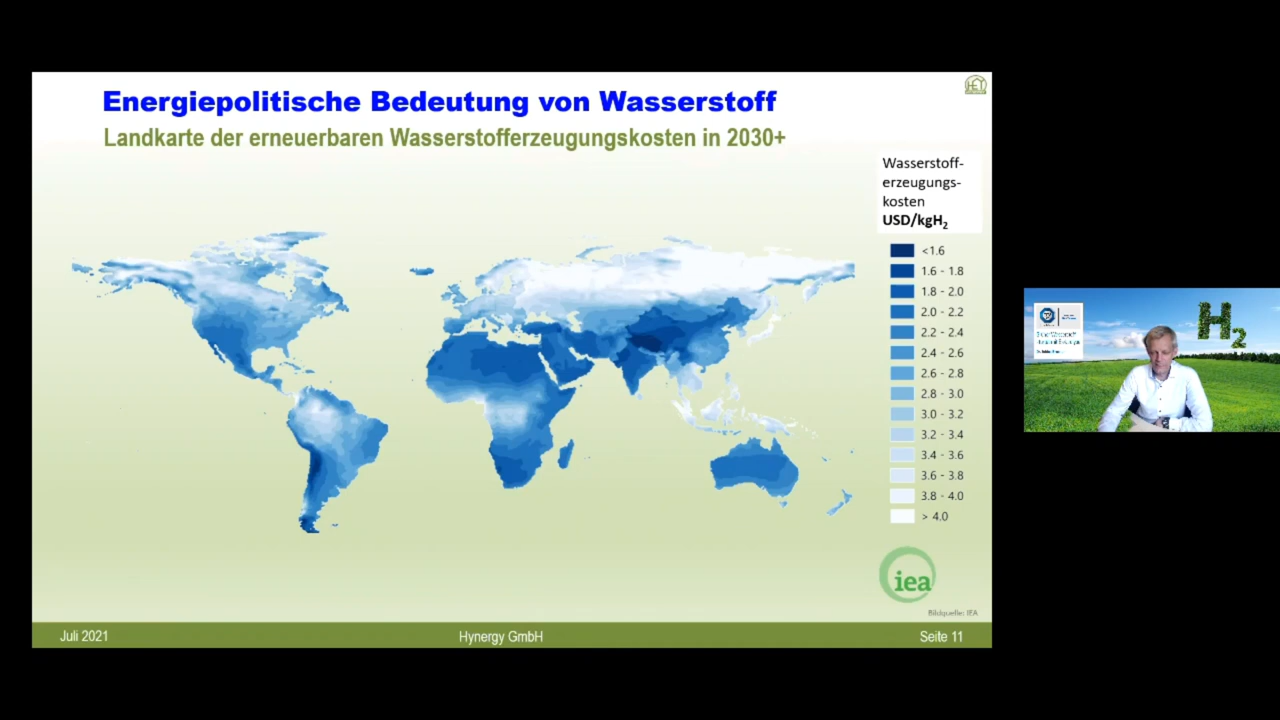 Energiepolitische Bedeutung von Wasserstoff
Landkarte der erneuerbaren Wasserstofferzeugungskosten in 2030+
Wasserstoff-
erzeugungs-
kosten
USD/kgH₂
<1.6
1.6 - 1.8
1.8 - 2.0
2.0 - 2.2
2.2 - 2.4
2.4 - 2.6
2.6 - 2.8
2.8 - 3.0
3.0 - 3.2
3.2 - 3.4
3.4 - 3.6
3.6 - 3.8
3.8 - 4.0
> 4.0
iea
Bildquelle: IEA
Juli 2021
Hynergy GmbH
Seite 11
H₂